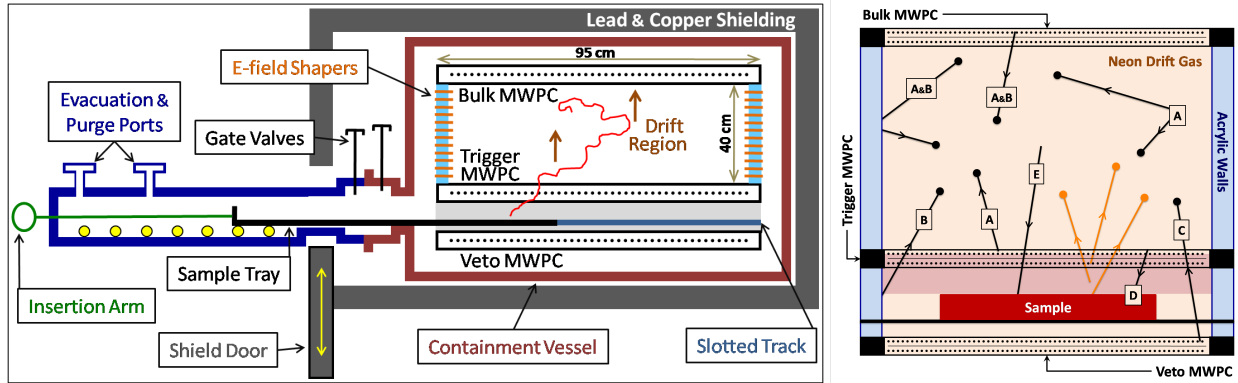 Lead & Copper Shielding
95 cm
E-field Shapers
Bulk MWPC
Evacuation &
Purge Ports
Gate Valves
Drift
Region
40 cm
Trigger
MWPC
Sample Tray
Veto MWPC
Insertion Arm
Shield Door
Containment Vessel
Slotted Track
Bulk MWPC
Neon Drift Gas
A&B
A&B
A
Acrylic Walls
Trigger MWPC
E
B
A
C
D
Sample
Veto MWPC